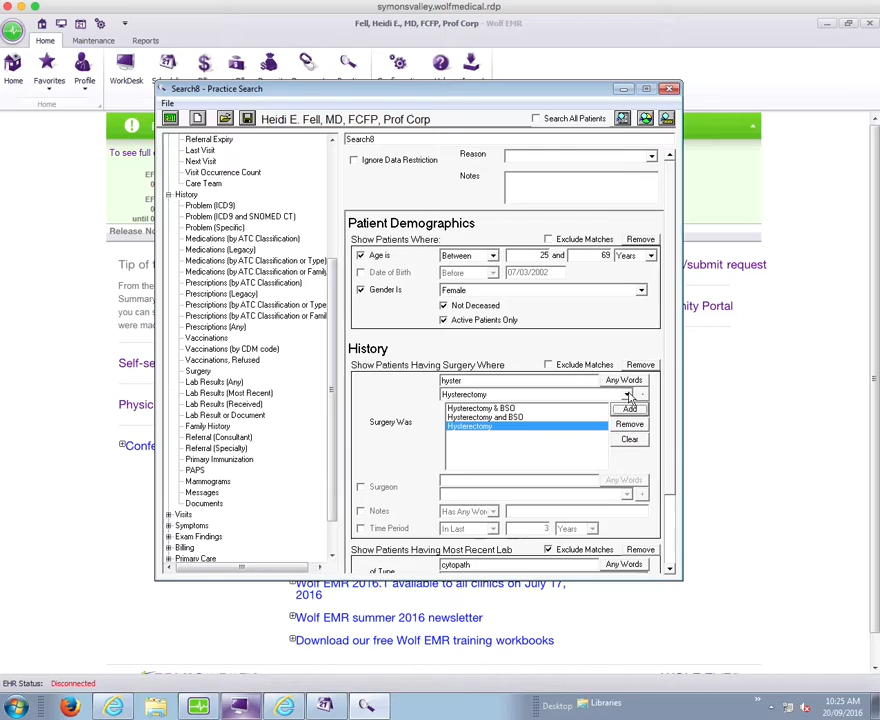 symonsvalley.wolfmedical.rdp
Fell, Heidi E., MD, FCFP, Prof Corp - Wolf EMR
Home
Maintenance
Reports
Home
Favorites
Profile
WorkDesk
Home
Search8 - Practice Search
File
Heidi E. Fell, MD, FCFP, Prof Corp
Search All Patients
To see full
Release No
Tip of
From the
Summary
you can s
were mad
Self-se
Physic
Confe
/submit request
nity Portal
Referral Expiry
Last Visit
Next Visit
Visit Occurrence Count
Care Team
History
Problem (ICD9)
Problem (ICD9 and SNOMED CT)
Problem (Specific)
Medications (by ATC Classification)
Medications (Legacy)
Medications (by ATC Classification or Type)
Medications (by ATC Classification or Family
Prescriptions (by ATC Classification)
Prescriptions (Legacy)
Prescriptions (by ATC Classification or Type
Prescriptions (by ATC Classification or Famil
Prescriptions (Any)
Vaccinations
Vaccinations (by CDM code)
Vaccines, Refused
Surgery
Lab Results (Any)
Lab Results (Most Recent)
Lab Results (Received)
Lab Result or Document
Family History
Referral (Consultant)
Referral (Specialty)
Primary Immunization
PAPS
Mammograms
Messages
Documents
Visits
Symptoms
Exam Findings
Billing
Primary Care
Search8
Ignore Data Restriction
Reason
Notes
Patient Demographics
Show Patients Where:
Exclude Matches
Remove
Age is
Between
25 and
69
Years
Date of Birth
Before
07/03/2002
Gender Is
Female
Not Deceased
Active Patients Only
History
Show Patients Having Surgery Where
Exclude Matches
Remove
hyster
Any Words
Hysterectomy
Surgery Was
Hysterectomy & BSO
Hysterectomy and BSO
Hysterectomy
Add
Remove
Clear
Surgeon
Any Words
Notes
Has Any Wor
Time Period
In Last
3
Years
Show Patients Having Most Recent Lab
Exclude Matches
Remove
of Type
cytopath
Any Words
Wolf EMR 2016.1 available to all clinics on July 17,
2016
Wolf EMR summer 2016 newsletter
Download our free Wolf EMR training workbooks
EHR Status:
Disconnected
Desktop
Libraries
10:25 AM
20/09/2016